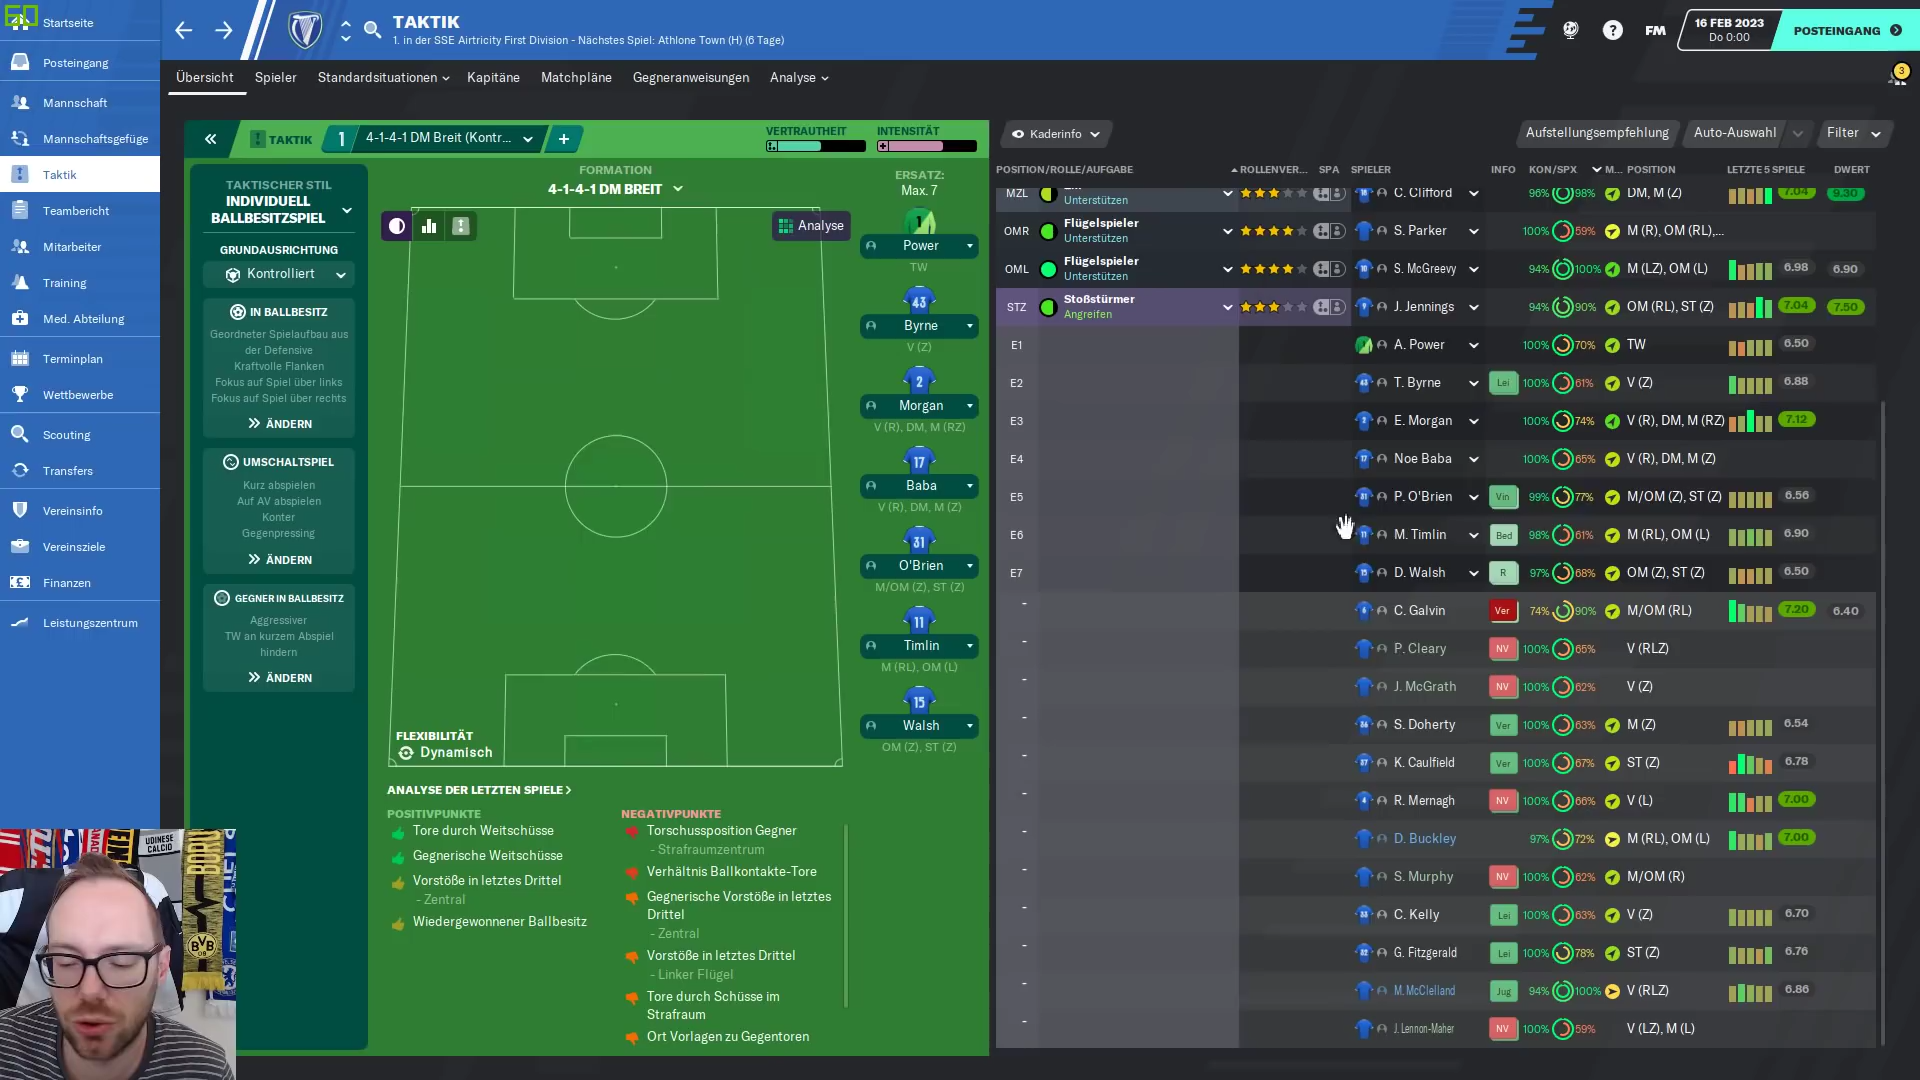 60
Startseite
Posteingang
Mannschaft
Mannschaftsgefüge
Taktik
Teambericht
Mitarbeiter
Training
Med. Abteilung
Terminplan
Wettbewerbe
Scouting
Transfers
Vereinsinfo
Vereinsziele
Finanzen
Leistungszentrum
TAKTIK
1. in der SSE Airtricity First Division - Nächstes Spiel: Athlone Town (H) (6 Tage)
FM
16 FEB 2023
Do 0:00
POSTEINGANG
3
Übersicht Spieler Standardsituationen Kapitäne Matchpläne Gegneranweisungen Analyse
TAKTIK 1 4-1-4-1 DM Breit (Kontr...
VERTRAUTHEIT INTENSITÄT
TAKTISCHER STIL
INDIVIDUELL
BALLBESITZSPIEL
GRUNDAUSRICHTUNG
Kontrolliert
IN BALLBESITZ
Geordneter Spielaufbau aus
der Defensive
Kraftvolle Flanken
Fokus auf Spiel über links
Fokus auf Spiel über rechts
ÄNDERN
UMSCHALTSPIEL
Kurz abspielen
Auf AV abspielen
Konter
Gegenpressing
ÄNDERN
GEGNER IN BALLBESITZ
Aggressiver
TW an kurzem Abspiel
hindern
ÄNDERN
FORMATION
4-1-4-1 DM BREIT
Analyse
FLEXIBILITÄT
Dynamisch
ERSATZ:
Max. 7
1
Power
TW
43
Byrne
V (Z)
2
Morgan
V (R), DM, M (RZ)
17
Baba
V (R), DM, M (Z)
31
O'Brien
M/OM (Z), ST (Z)
11
Timlin
M (RL), OM (L)
15
Walsh
OM (Z), ST (Z)
ANALYSE DER LETZTEN SPIELE
POSITIVPUNKTE
Tore durch Weitschüsse
Gegnerische Weitschüsse
Vorstöße in letztes Drittel
- Zentral
Wiedergewonnener Ballbesitz
NEGATIVPUNKTE
Torschussposition Gegner
- Strafraumzentrum
Verhältnis Ballkontakte-Tore
Gegnerische Vorstöße in letztes
Drittel
- Zentral
Vorstöße in letztes Drittel
- Linker Flügel
Tore durch Schüsse im
Strafraum
Ort Vorlagen zu Gegentoren
Kaderinfo
Aufstellungsempfehlung Auto-Auswahl Filter
POSITION/ROLLE/AUFGABE ROLLENVER... SPA SPIELER INFO KON/SPX M... POSITION LETZTE 5 SPIELE DWERT
MZL Unterstützen C. Clifford 96% 98% DM, M (Z) 7.04 9.30
OMR Flügelspieler Unterstützen S. Parker 100% 59% M (R), OM (RL),...
OML Flügelspieler Unterstützen S. McGreevy 94% 100% M (LZ), OM (L) 6.98 6.90
STZ Stoßstürmer Angreifen J. Jennings 94% 90% OM (RL), ST (Z) 7.04 7.50
E1 A. Power 100% 70% TW 6.50
E2 T. Byrne Lei 100% 61% V (Z) 6.88
E3 E. Morgan 100% 74% V (R), DM, M (RZ) 7.12
E4 Noe Baba 100% 65% V (R), DM, M (Z)
E5 P. O'Brien Vin 99% 77% M/OM (Z), ST (Z) 6.56
E6 M. Timlin Bed 98% 61% M (RL), OM (L) 6.90
E7 D. Walsh R 97% 68% OM (Z), ST (Z) 6.50
- C. Galvin Ver 74% 90% M/OM (RL) 7.20 6.40
- P. Cleary NV 100% 65% V (RLZ)
- J. McGrath NV 100% 62% V (Z)
- S. Doherty Ver 100% 63% M (Z) 6.54
- K. Caulfield Ver 100% 67% ST (Z) 6.78
- R. Mernagh NV 100% 66% V (L) 7.00
- D. Buckley 97% 72% M (RL), OM (L) 7.00
- S. Murphy NV 100% 62% M/OM (R)
- C. Kelly Lei 100% 63% V (Z) 6.70
- G. Fitzgerald Lei 100% 78% ST (Z) 6.76
- M. McClelland Jug 94% 100% V (RLZ) 6.86
- J. Lennon-Maher NV 100% 59% V (LZ), M (L)
UDINESE
CALCIO
BVB
09